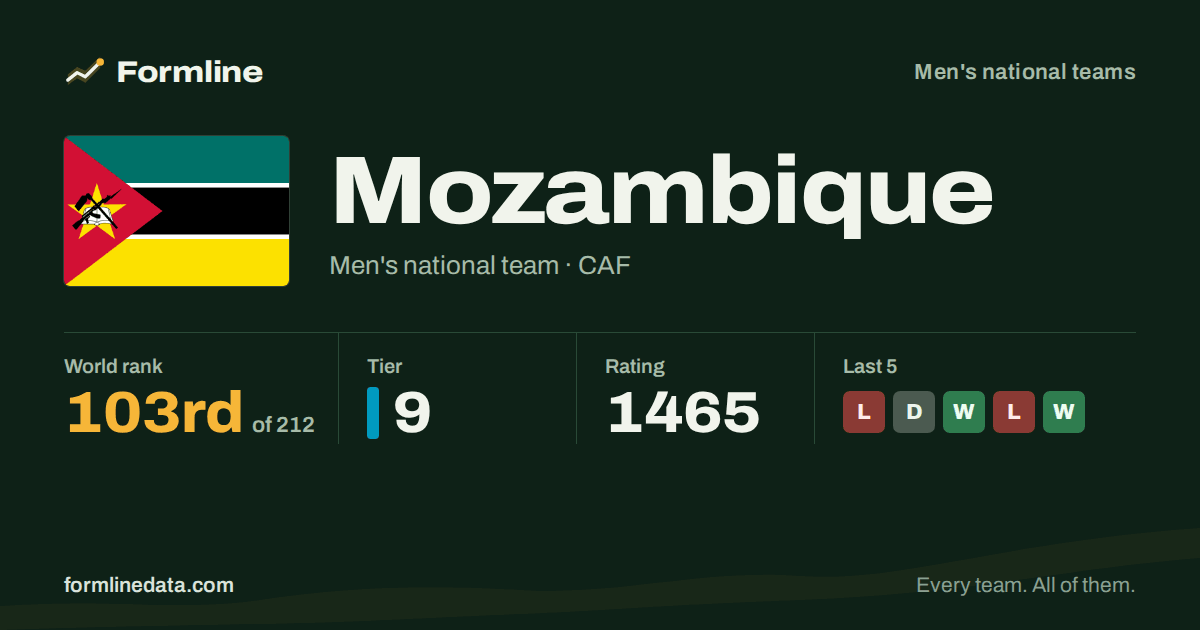 Formline
Men's national teams
Mozambique
Men's national team · CAF
World rank
103rd of 212
Tier
9
Rating
1465
Last 5
L D W L W
formlinedata.com
Every team. All of them.